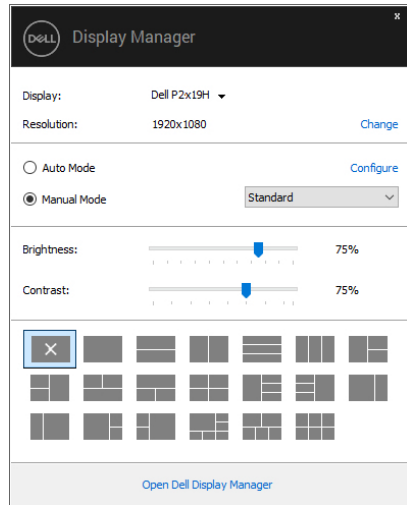 x
DELL Display Manager
Display: Dell P2x19H
Resolution: 1920x1080 Change
Auto Mode Configure
Manual Mode Standard
Brightness: 75%
Contrast: 75%
Open Dell Display Manager